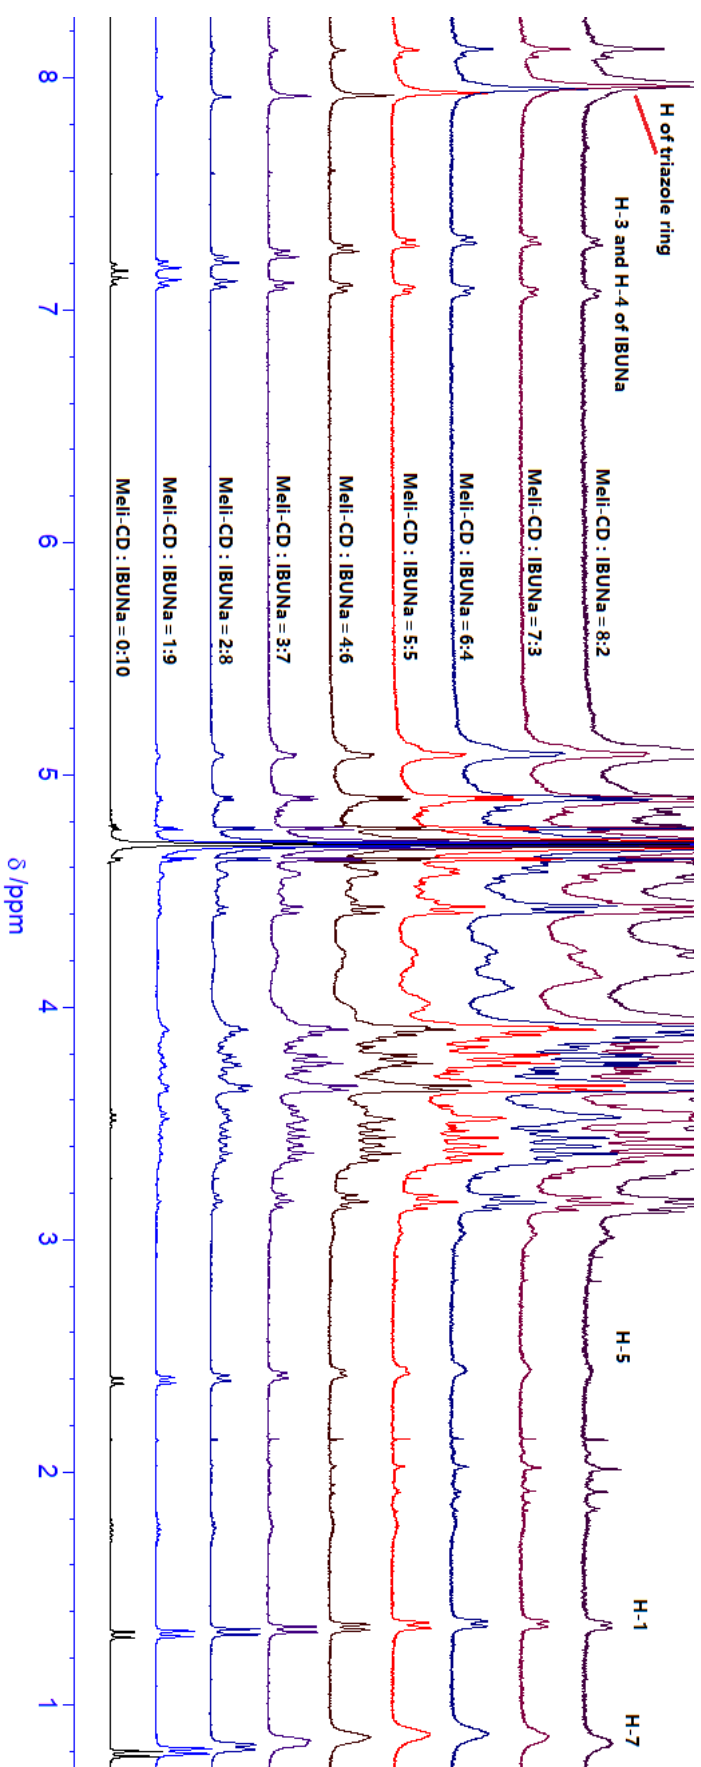 H of triazole ring
H-3 and H-4 of IBUNa
H-5
H-1
H-7
Meli-CD : IBUNa = 8:2
Meli-CD : IBUNa = 7:3
Meli-CD : IBUNa = 6:4
Meli-CD : IBUNa = 5:5
Meli-CD : IBUNa = 4:6
Meli-CD : IBUNa = 3:7
Meli-CD : IBUNa = 2:8
Meli-CD : IBUNa = 1:9
Meli-CD : IBUNa = 0:10
8 7 6 5 4 3 2 1
δ /ppm